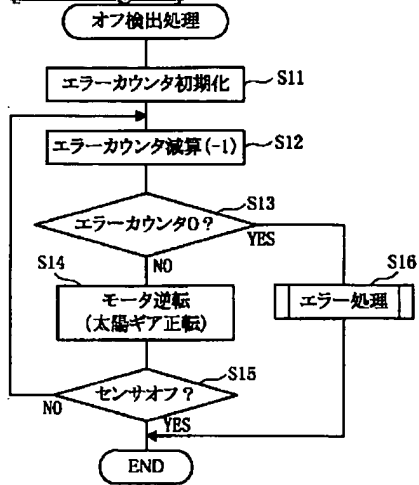 オフ検出処理
エラーカウンタ初期化
S11
エラーカウンタ減算(-1)
S12
S13
エラーカウンタ0?
YES
NO
S14
S16
モータ逆転
(太陽ギア正転)
エラー処理
S15
センサオフ?
NO
YES
END